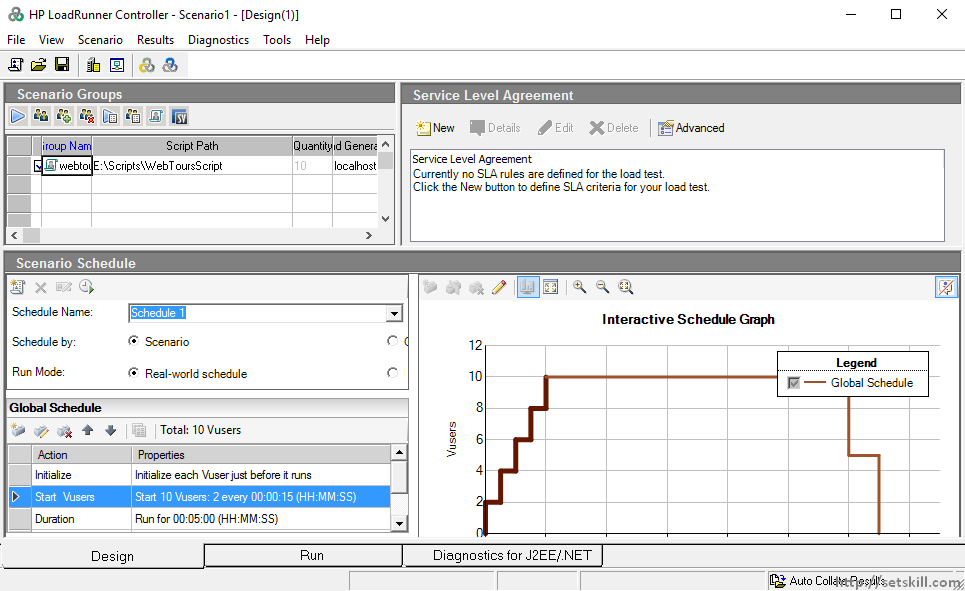 HP LoadRunner Controller - Scenario1 - [Design(1)]
File View Scenario Results Diagnostics Tools Help
Scenario Groups
Group Nam Script Path Quantity d Genera
webtou E:\Scripts\WebToursScript 10 localhost
Service Level Agreement
New Details Edit Delete Advanced
Service Level Agreement
Currently no SLA rules are defined for the load test.
Click the New button to define SLA criteria for your load test.
Scenario Schedule
Schedule Name: Schedule 1
Schedule by: Scenario
Run Mode: Real-world schedule
Global Schedule
Total: 10 Vusers
Action Properties
Initialize Initialize each Vuser just before it runs
Start Vusers Start 10 Vusers: 2 every 00:00:15 (HH:MM:SS)
Duration Run for 00:05:00 (HH:MM:SS)
Interactive Schedule Graph
Vusers
12
10
8
6
4
2
0
Legend
Global Schedule
Design Run Diagnostics for J2EE/.NET
Auto Collate Results
http://setskill.com